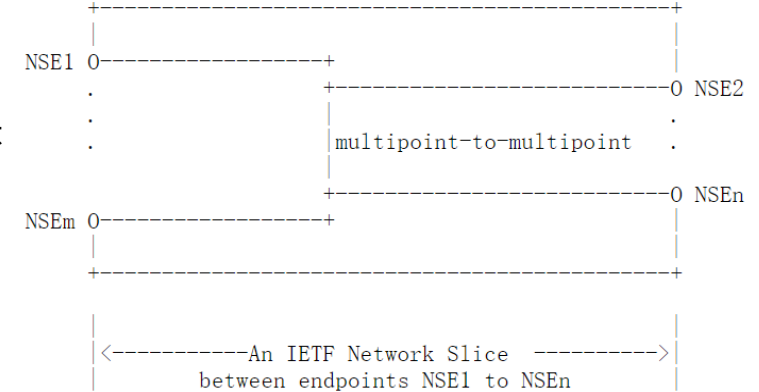 +------------------------------------------+
|                                          |
NSE1 O----------------+                    |
.                     +--------------------O NSE2
.                     |                    .
.                     |multipoint-to-multipoint .
|
+--------------------O NSEn
NSEm O----------------+                    |
|                                          |
+------------------------------------------+
|                                          |
|<----------An IETF Network Slice ---------->|
| between endpoints NSE1 to NSEn |